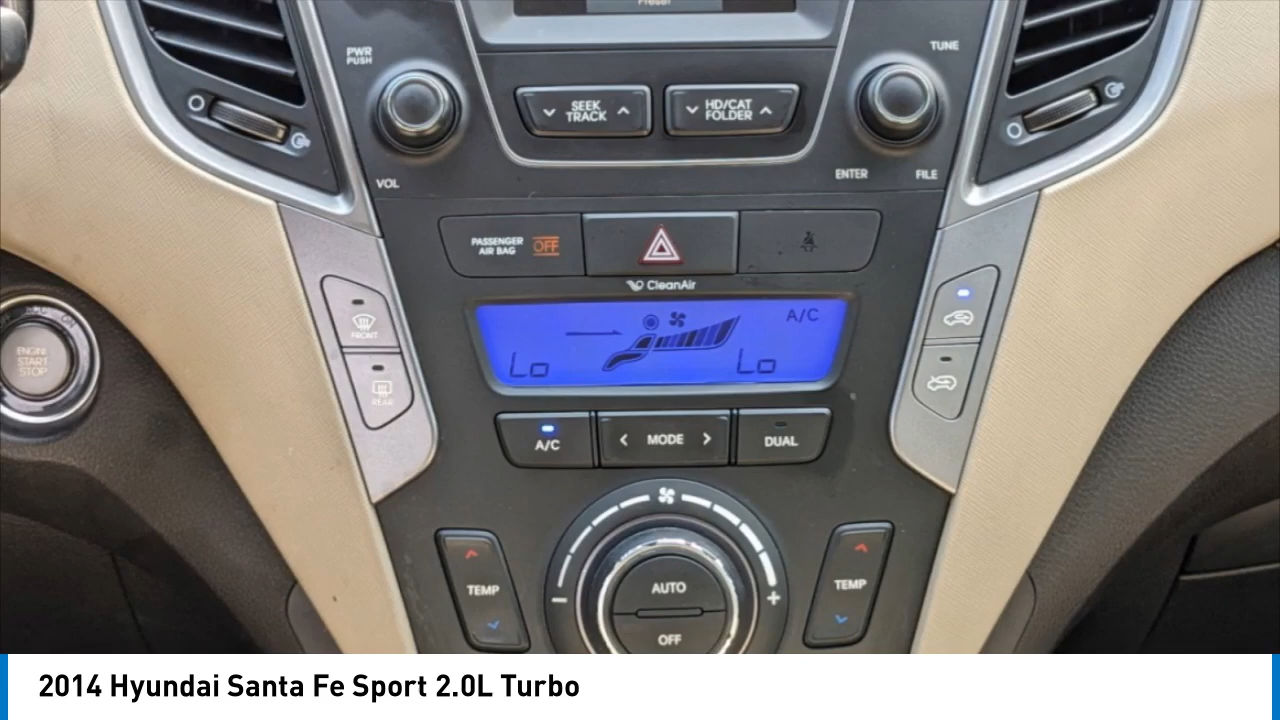 Preset
PWR
PUSH
TUNE
SEEK
TRACK
HD/CAT
FOLDER
VOL
ENTER
FILE
PASSENGER
AIR BAG
OFF
CleanAir
A/C
Lo
Lo
FRONT
REAR
ENGINE
START
STOP
A/C
MODE
DUAL
TEMP
AUTO
OFF
TEMP
2014 Hyundai Santa Fe Sport 2.0L Turbo